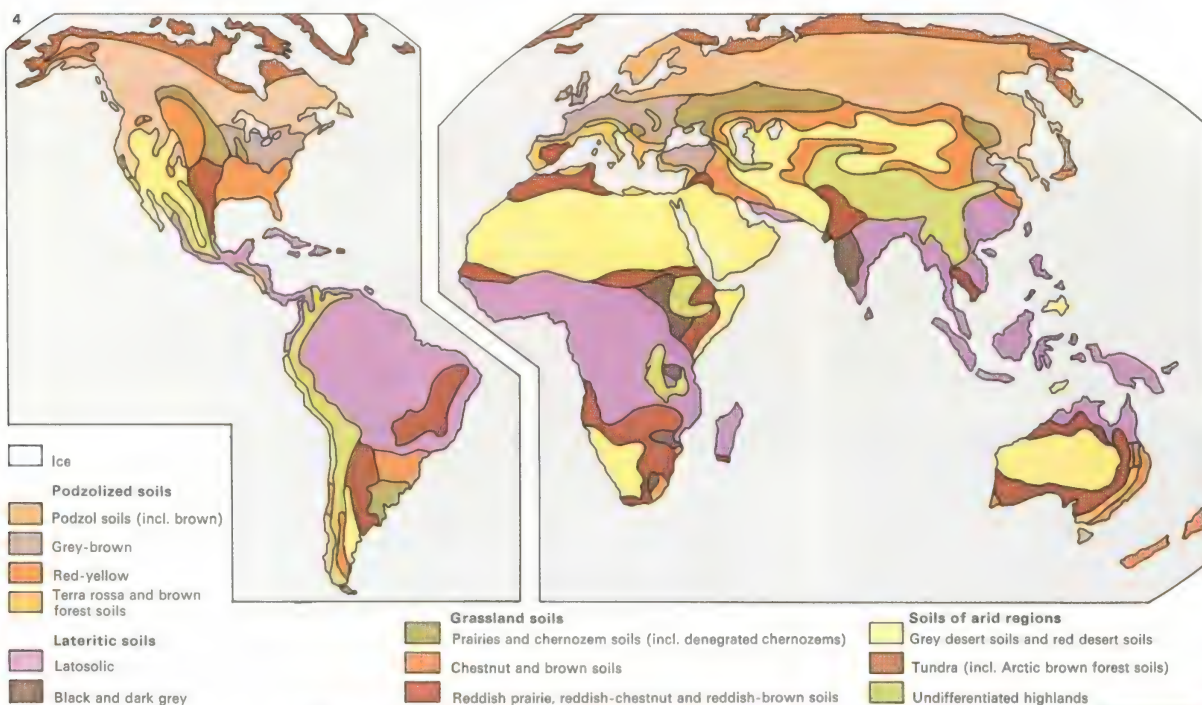 4
Ice
Podzolized soils
Podzol soils (incl. brown)
Grey-brown
Red-yellow
Terra rossa and brown
forest soils
Lateritic soils
Latosolic
Black and dark grey
Grassland soils
Prairies and chernozem soils (incl. denegrated chernozems)
Chestnut and brown soils
Reddish prairie, reddish-chestnut and reddish-brown soils
Soils of arid regions
Grey desert soils and red desert soils
Tundra (incl. Arctic brown forest soils)
Undifferentiated highlands